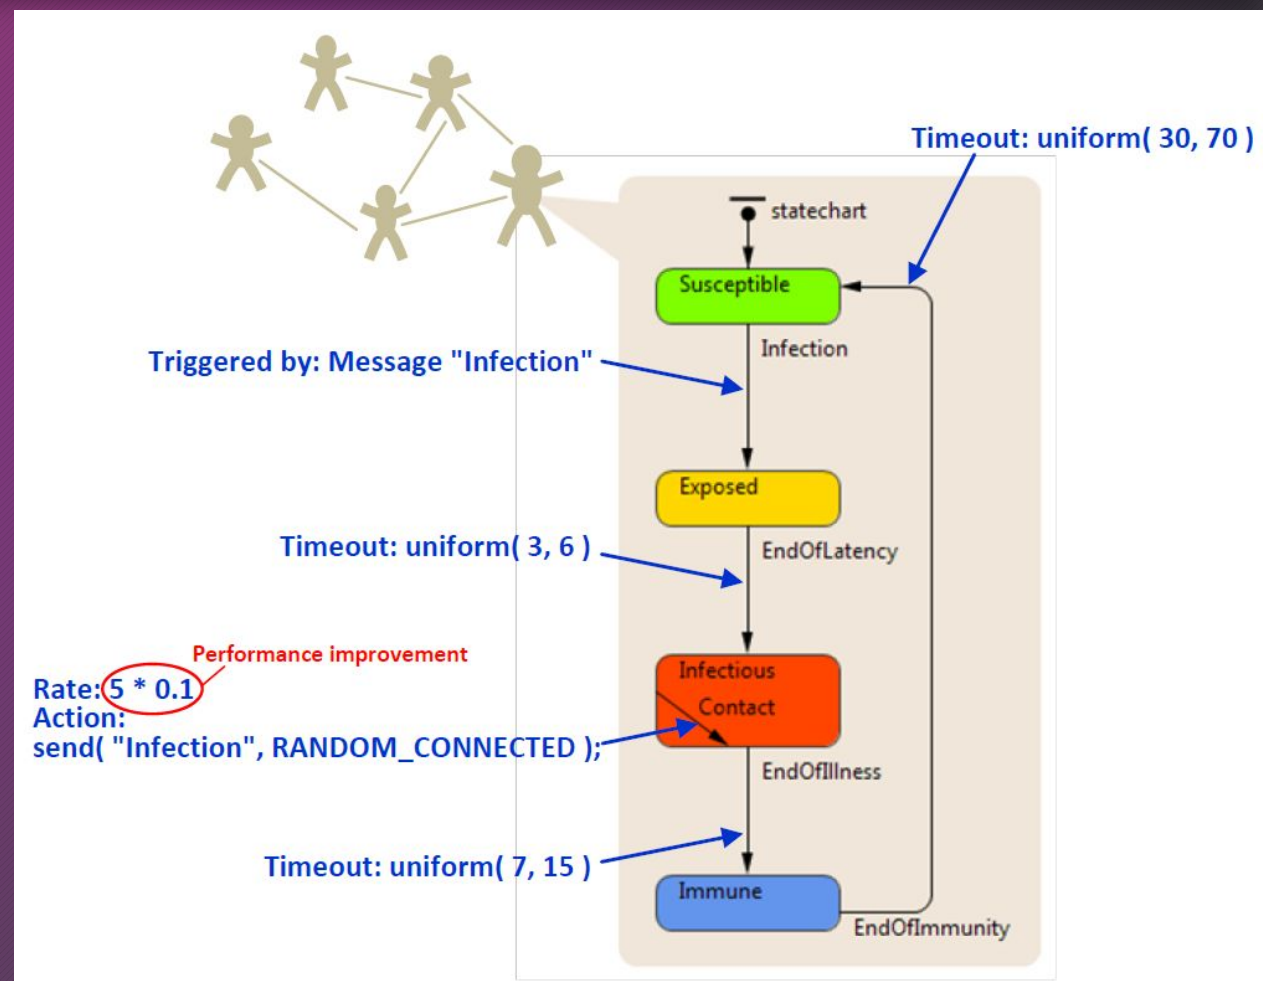 Timeout: uniform( 30, 70 )
statechart
Susceptible
Infection
Triggered by: Message "Infection"
Exposed
EndOfLatency
Timeout: uniform( 3, 6 )
Performance improvement
Rate: 5 * 0.1
Action:
send( "Infection", RANDOM_CONNECTED );
Infectious
Contact
EndOfIllness
Timeout: uniform( 7, 15 )
Immune
EndOfImmunity